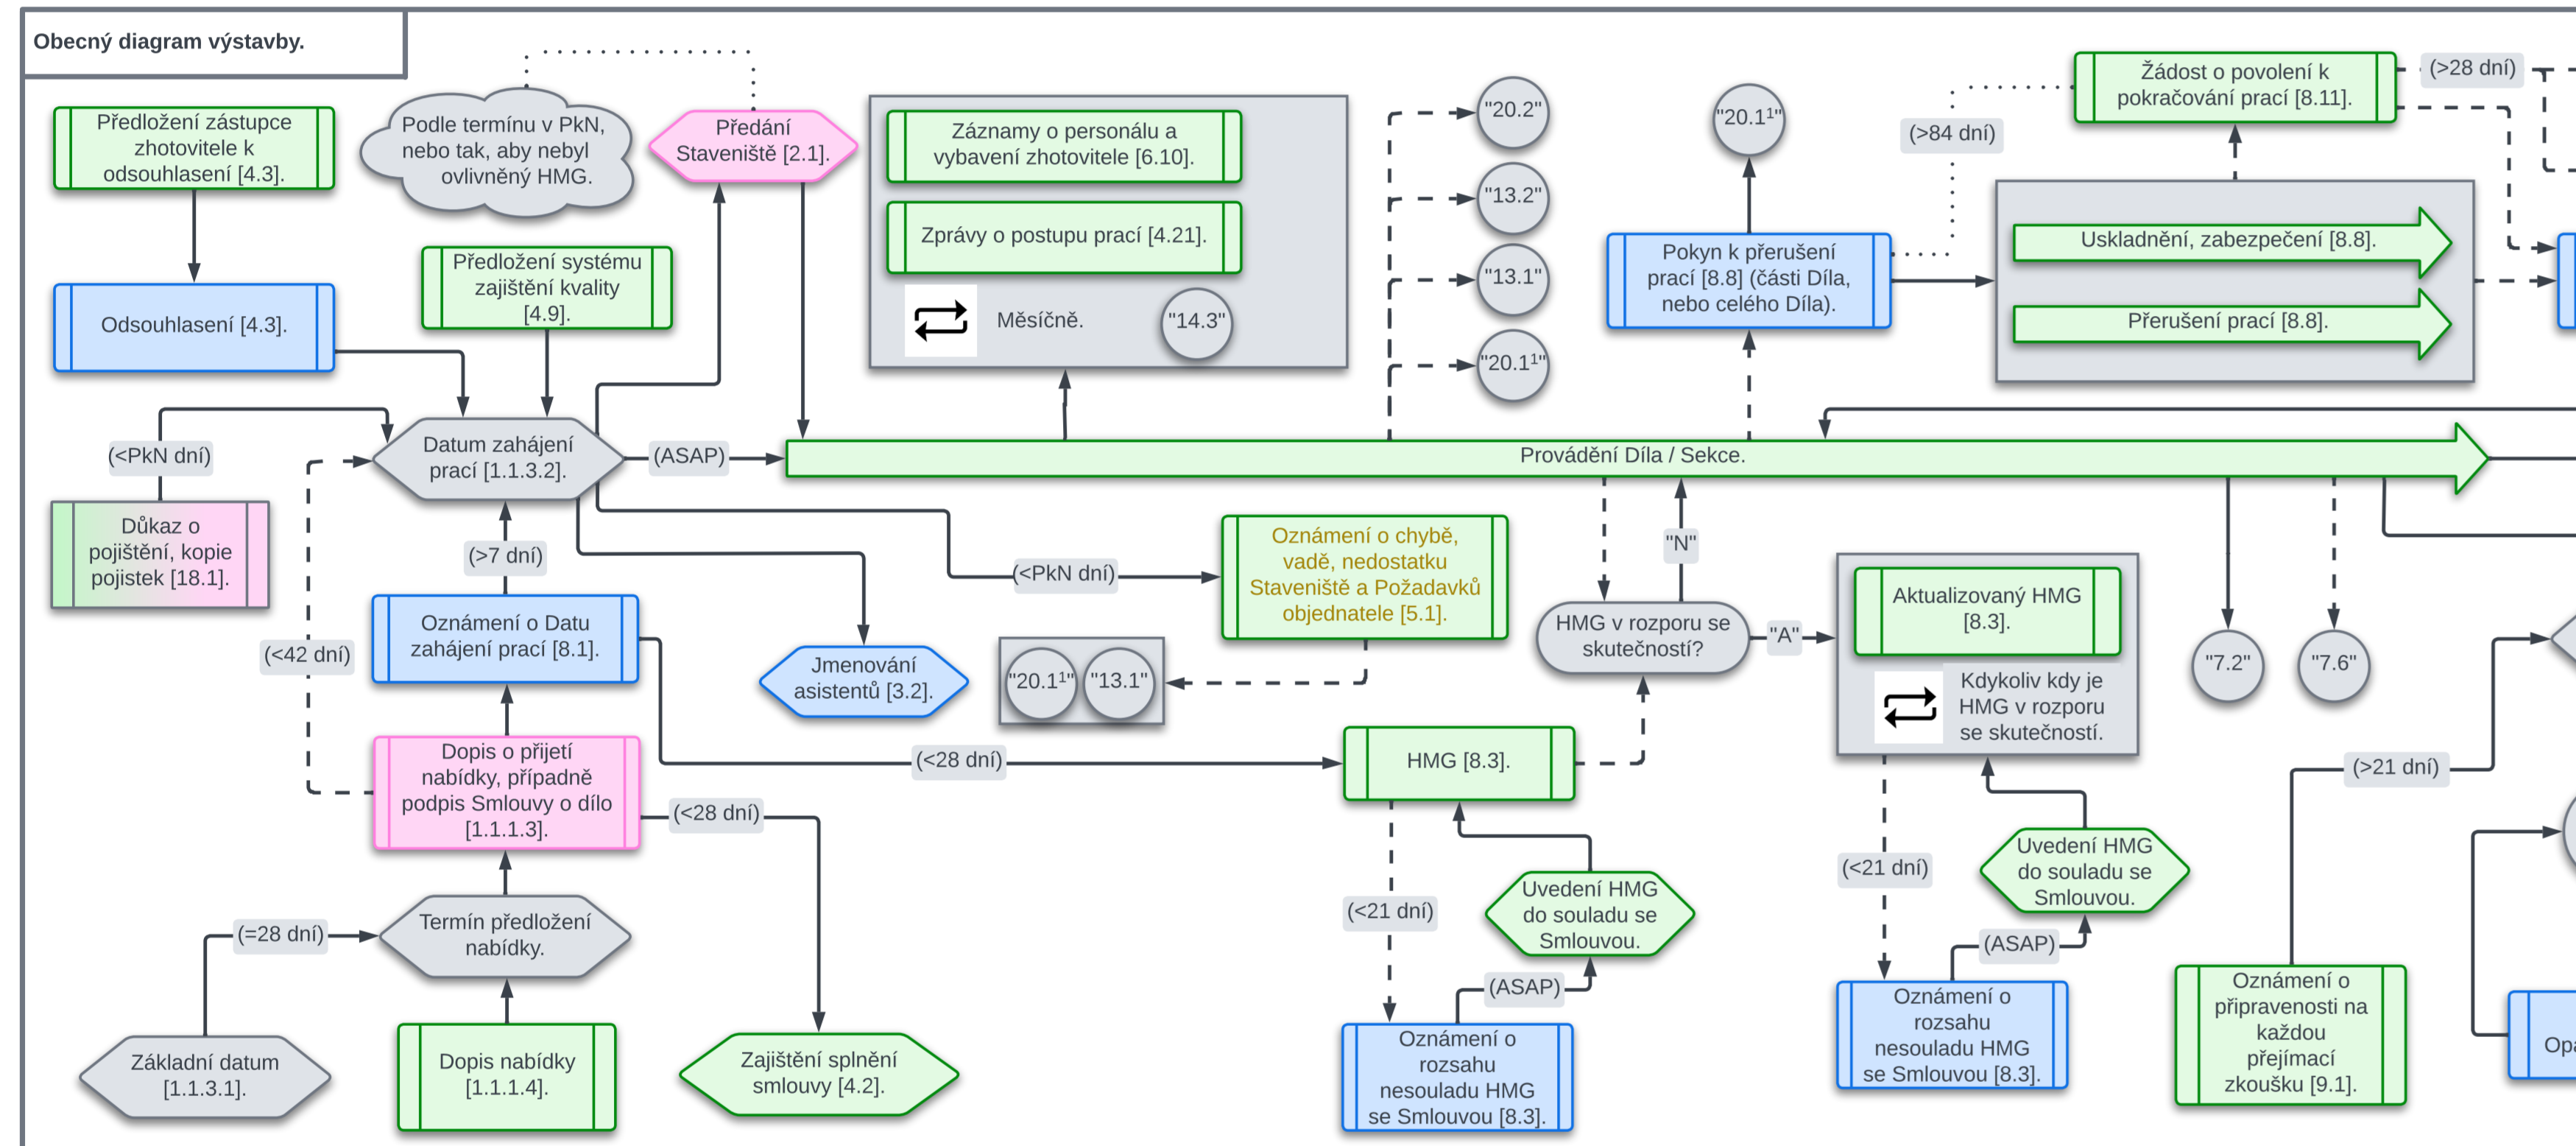 Obecný diagram výstavby.
Předložení zástupce
zhotovitele k
odsouhlasení [4.3].
Podle termínu v PkN,
nebo tak, aby nebyl
ovlivněný HMG.
Předání
Staveniště [2.1].
Záznamy o personálu a
vybavení zhotovitele [6.10].
Zprávy o postupu prací [4.21].
Měsíčně.
"14.3"
"20.2"
"13.2"
"13.1"
"20.1¹"
"20.1¹"
Pokyn k přerušení
prací [8.8] (části Díla,
nebo celého Díla).
(>84 dní)
Žádost o povolení k
pokračování prací [8.11].
(>28 dní)
Uskladnění, zabezpečení [8.8].
Přerušení prací [8.8].
Odsouhlasení [4.3].
Předložení systému
zajištění kvality
[4.9].
(<PkN dní)
Datum zahájení
prací [1.1.3.2].
(ASAP)
Provádění Díla / Sekce.
Důkaz o
pojištění, kopie
pojistek [18.1].
(>7 dní)
(<42 dní)
Oznámení o Datu
zahájení prací [8.1].
Jmenování
asistentů [3.2].
(<PkN dní)
Oznámení o chybě,
vadě, nedostatku
Staveniště a Požadavků
objednatele [5.1].
"20.1¹"
"13.1"
"N"
HMG v rozporu se
skutečností?
"A"
Aktualizovaný HMG
[8.3].
Kdykoliv kdy je
HMG v rozporu
se skutečností.
"7.2"
"7.6"
Dopis o přijetí
nabídky, případně
podpis Smlouvy o dílo
[1.1.1.3].
(<28 dní)
(<28 dní)
HMG [8.3].
(>21 dní)
(<21 dní)
Uvedení HMG
do souladu se
Smlouvou.
(<21 dní)
Uvedení HMG
do souladu se
Smlouvou.
(=28 dní)
Termín předložení
nabídky.
(ASAP)
(ASAP)
Základní datum
[1.1.3.1].
Dopis nabídky
[1.1.1.4].
Zajištění splnění
smlouvy [4.2].
Oznámení o
rozsahu
nesouladu HMG
se Smlouvou [8.3].
Oznámení o
rozsahu
nesouladu HMG
se Smlouvou [8.3].
Oznámení o
připravenosti na
každou
přejímací
zkoušku [9.1].